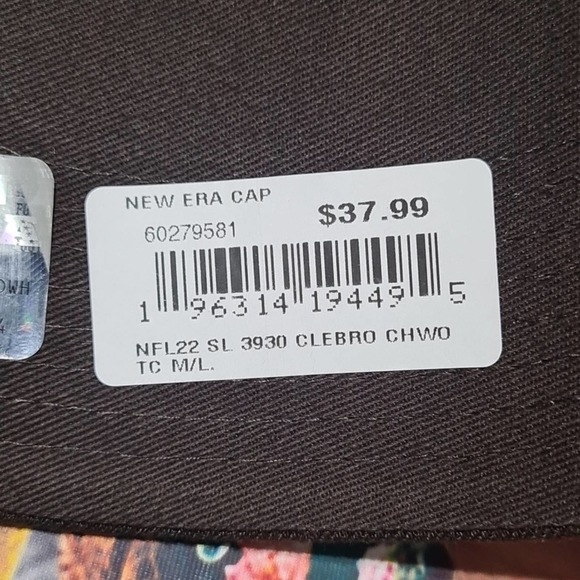 NEW ERA CAP
$37.99
60279581
1 96314 19449 5
NFL22 SL 3930 CLEBRO CHWO
TC M/L.